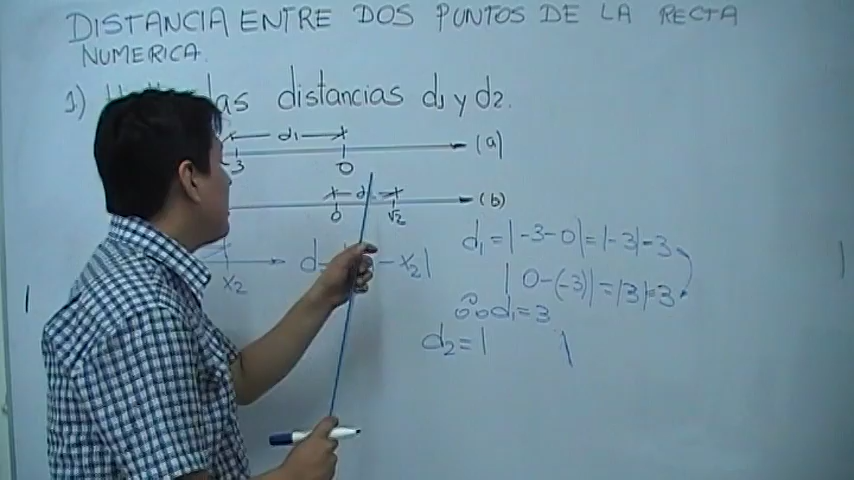 DISTANCIA ENTRE DOS PUNTOS DE LA RECTA
NUMERICA.
1) las distancias d1 y d2.
d1
-3 0 (a)
d
0 √2 (b)
x2
d - x2|
d1 = |-3-0| = |-3| = 3
| 0-(-3)| = |3| = 3
d1 = 3
d2 = | |